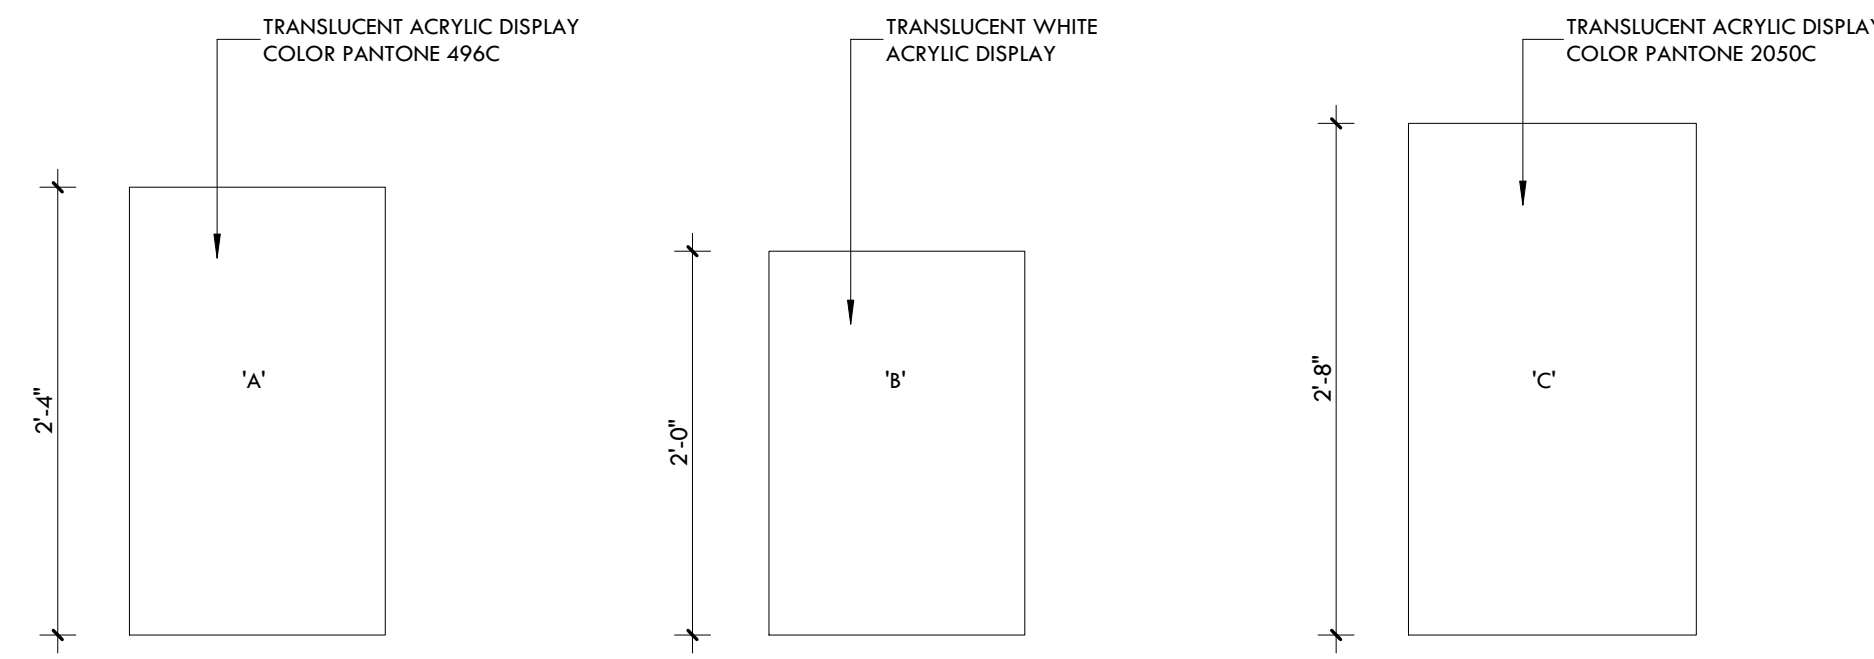 TRANSLUCENT ACRYLIC DISPLAY
COLOR PANTONE 496C
TRANSLUCENT WHITE
ACRYLIC DISPLAY
TRANSLUCENT ACRYLIC DISPLAY
COLOR PANTONE 2050C
2'-4"
'A'
2'-0"
'B'
2'-8"
'C'